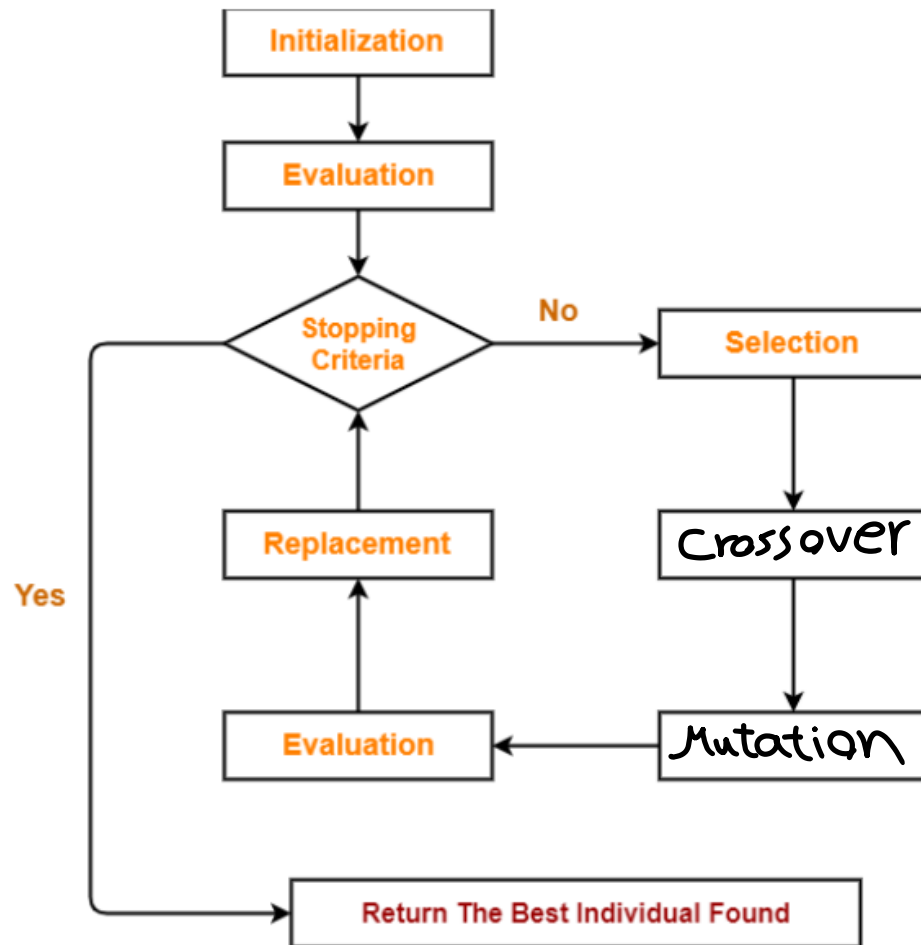 Initialization
Evaluation
Stopping
Criteria
No
Selection
Crossover
Mutation
Evaluation
Replacement
Yes
Return The Best Individual Found